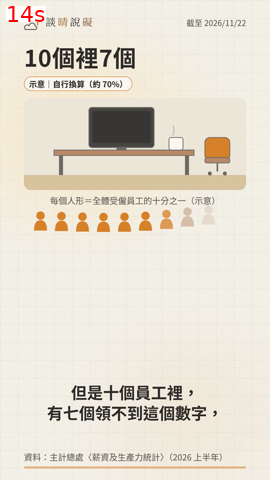 14s
談晴說礙
截至 2026/11/22
10個裡7個
示意｜自行換算（約 70%）
每個人形＝全體受僱員工的十分之一（示意）
但是十個員工裡，
有七個領不到這個數字，
資料：主計總處〈薪資及生產力統計〉（2026 上半年）